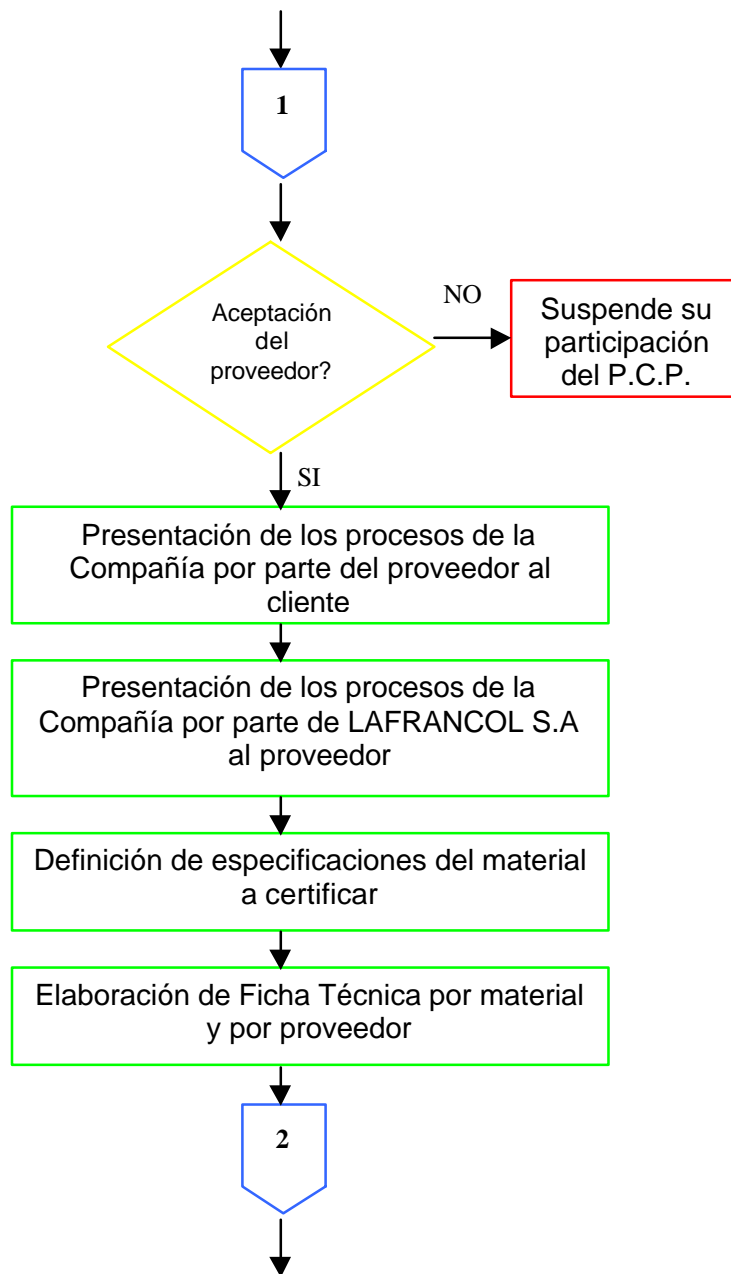 1
Aceptación
del
proveedor?
NO
Suspende su
participación
del P.C.P.
SI
Presentación de los procesos de la
Compañía por parte del proveedor al
cliente
Presentación de los procesos de la
Compañía por parte de LAFRANCOL S.A
al proveedor
Definición de especificaciones del material
a certificar
Elaboración de Ficha Técnica por material
y por proveedor
2